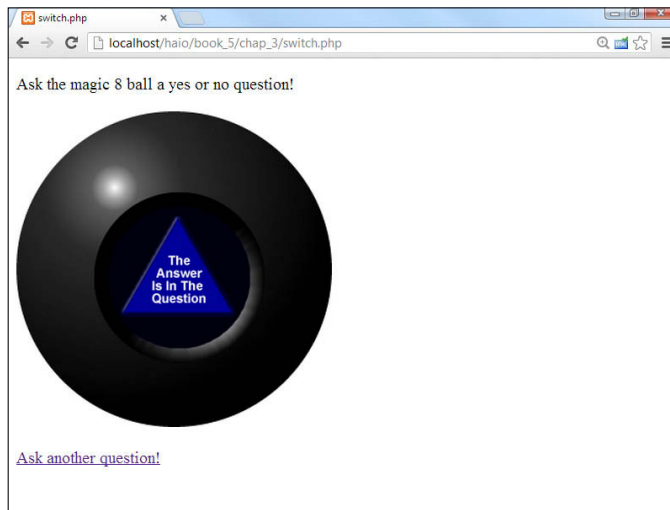 switch.php
localhost/haio/book_5/chap_3/switch.php
Ask the magic 8 ball a yes or no question!
The
Answer
Is In The
Question
Ask another question!